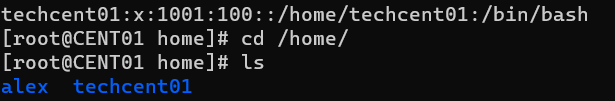 techcent01:x:1001:100::/home/techcent01:/bin/bash
[root@CENT01 home]# cd /home/
[root@CENT01 home]# ls
alex  techcent01